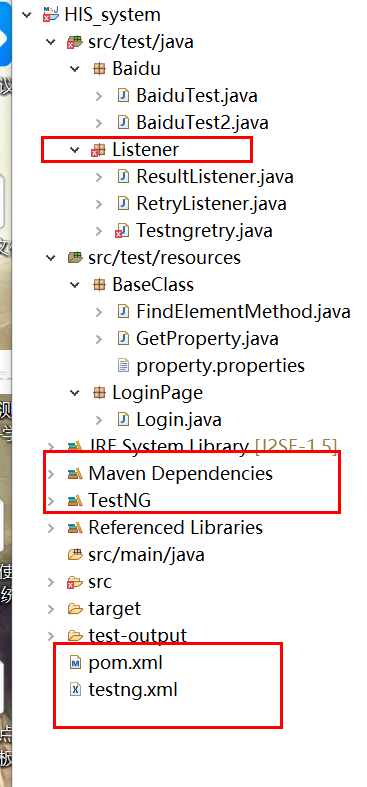 HIS_system
src/test/java
Baidu
BaiduTest.java
BaiduTest2.java
Listener
ResultListener.java
RetryListener.java
Testngretry.java
src/test/resources
BaseClass
FindElementMethod.java
GetProperty.java
property.properties
LoginPage
Login.java
JRE System Library [J2SE-1.5]
Maven Dependencies
TestNG
Referenced Libraries
src/main/java
src
target
test-output
pom.xml
testng.xml